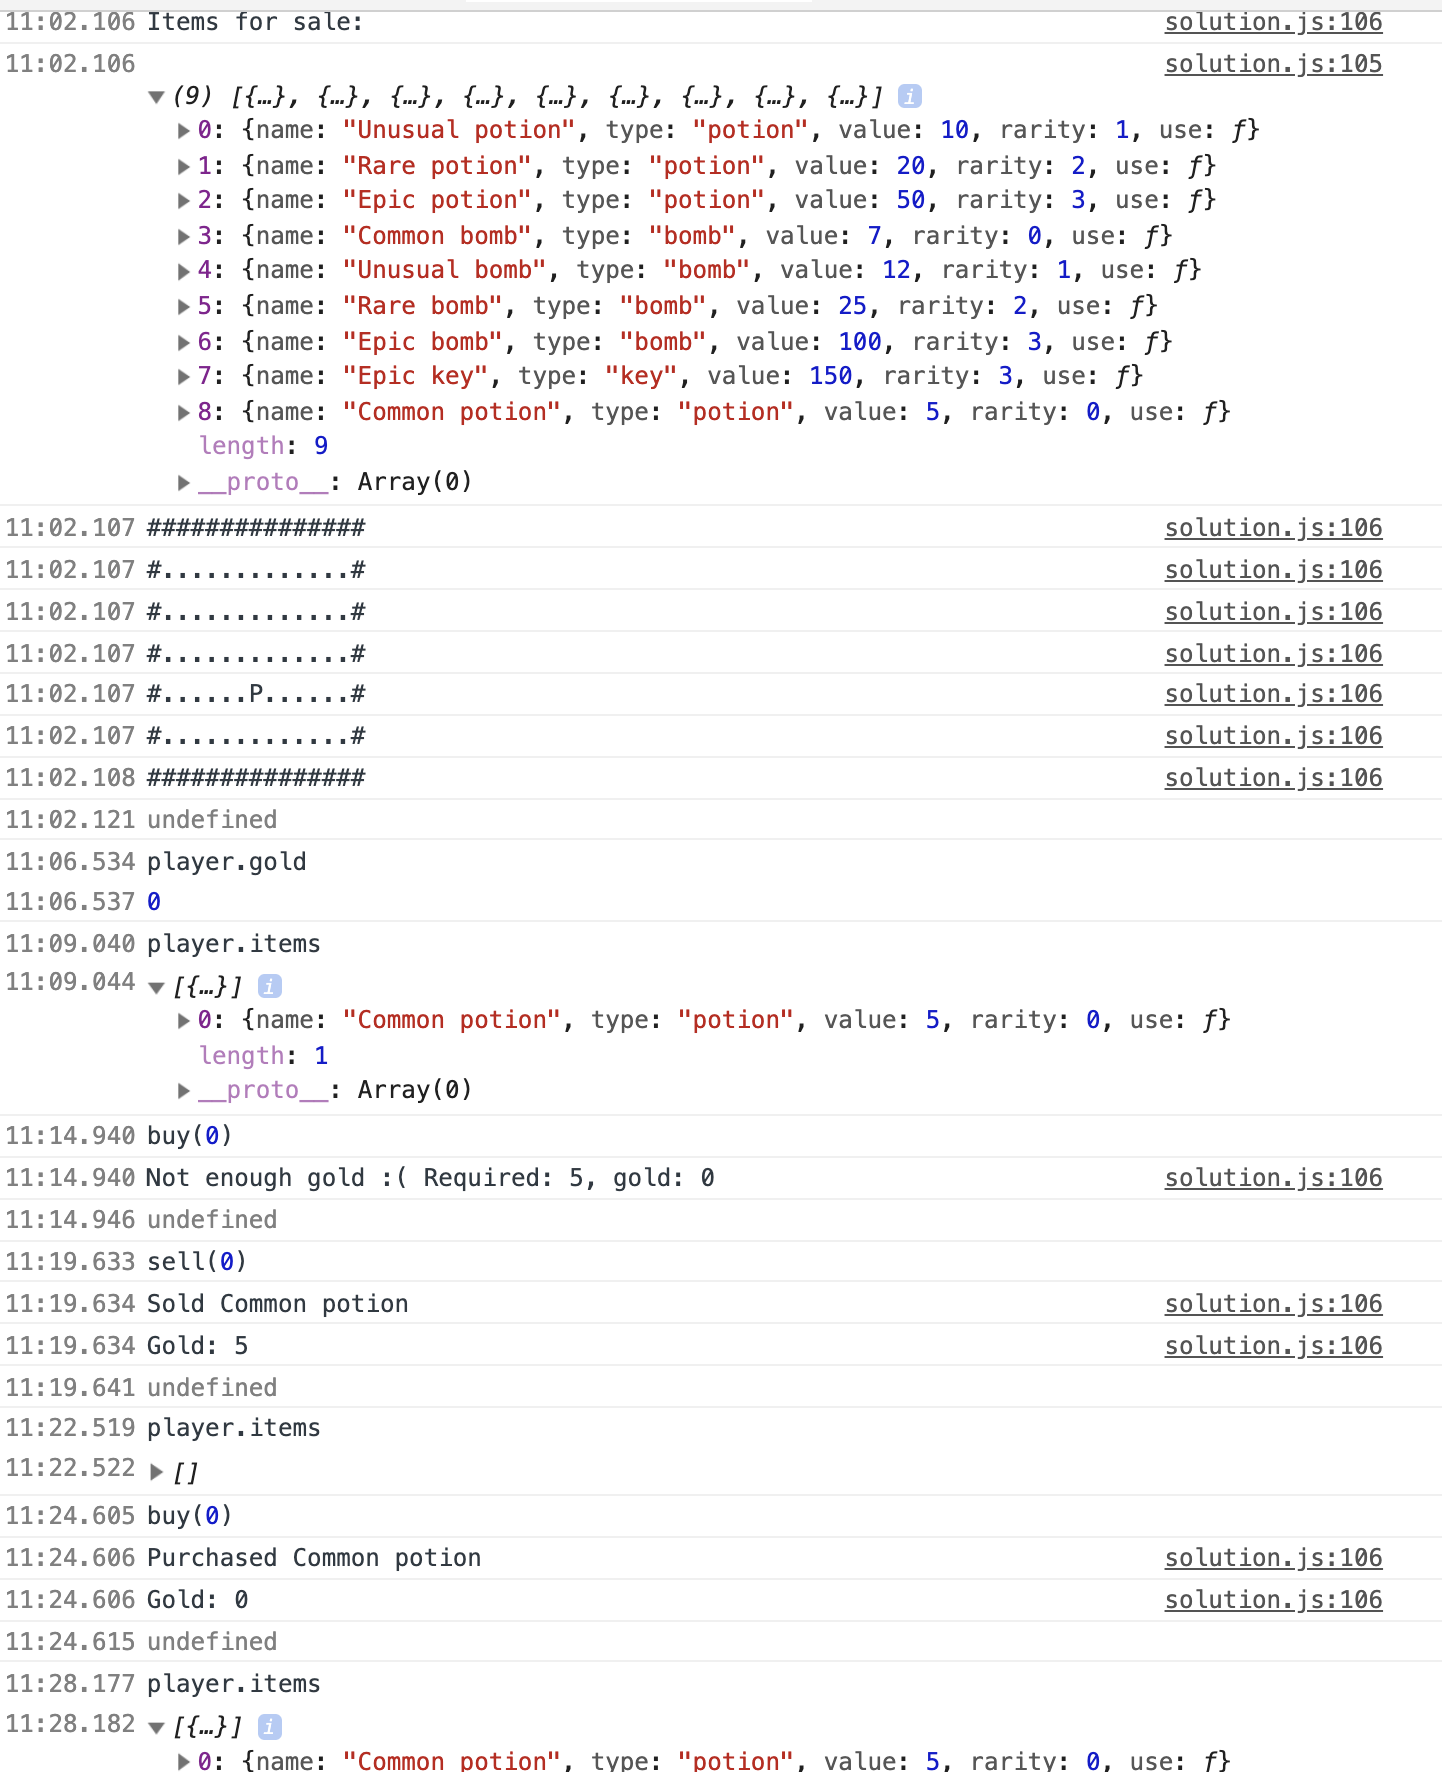 11:02.106 Items for sale: solution.js:106
11:02.106 solution.js:105
▼(9) [{…}, {…}, {…}, {…}, {…}, {…}, {…}, {…}, {…}] i
▶0: {name: "Unusual potion", type: "potion", value: 10, rarity: 1, use: ƒ}
▶1: {name: "Rare potion", type: "potion", value: 20, rarity: 2, use: ƒ}
▶2: {name: "Epic potion", type: "potion", value: 50, rarity: 3, use: ƒ}
▶3: {name: "Common bomb", type: "bomb", value: 7, rarity: 0, use: ƒ}
▶4: {name: "Unusual bomb", type: "bomb", value: 12, rarity: 1, use: ƒ}
▶5: {name: "Rare bomb", type: "bomb", value: 25, rarity: 2, use: ƒ}
▶6: {name: "Epic bomb", type: "bomb", value: 100, rarity: 3, use: ƒ}
▶7: {name: "Epic key", type: "key", value: 150, rarity: 3, use: ƒ}
▶8: {name: "Common potion", type: "potion", value: 5, rarity: 0, use: ƒ}
length: 9
▶__proto__: Array(0)
11:02.107 ############### solution.js:106
11:02.107 #.............# solution.js:106
11:02.107 #.............# solution.js:106
11:02.107 #.............# solution.js:106
11:02.107 #......P......# solution.js:106
11:02.107 #.............# solution.js:106
11:02.108 ############### solution.js:106
11:02.121 undefined
11:06.534 player.gold
11:06.537 0
11:09.040 player.items
11:09.044 ▼[{…}] i
▶0: {name: "Common potion", type: "potion", value: 5, rarity: 0, use: ƒ}
length: 1
▶__proto__: Array(0)
11:14.940 buy(0)
11:14.940 Not enough gold :( Required: 5, gold: 0 solution.js:106
11:14.946 undefined
11:19.633 sell(0)
11:19.634 Sold Common potion solution.js:106
11:19.634 Gold: 5 solution.js:106
11:19.641 undefined
11:22.519 player.items
11:22.522 ▶[]
11:24.605 buy(0)
11:24.606 Purchased Common potion solution.js:106
11:24.606 Gold: 0 solution.js:106
11:24.615 undefined
11:28.177 player.items
11:28.182 ▼[{…}] i
▶0: {name: "Common potion", type: "potion", value: 5, rarity: 0, use: ƒ}